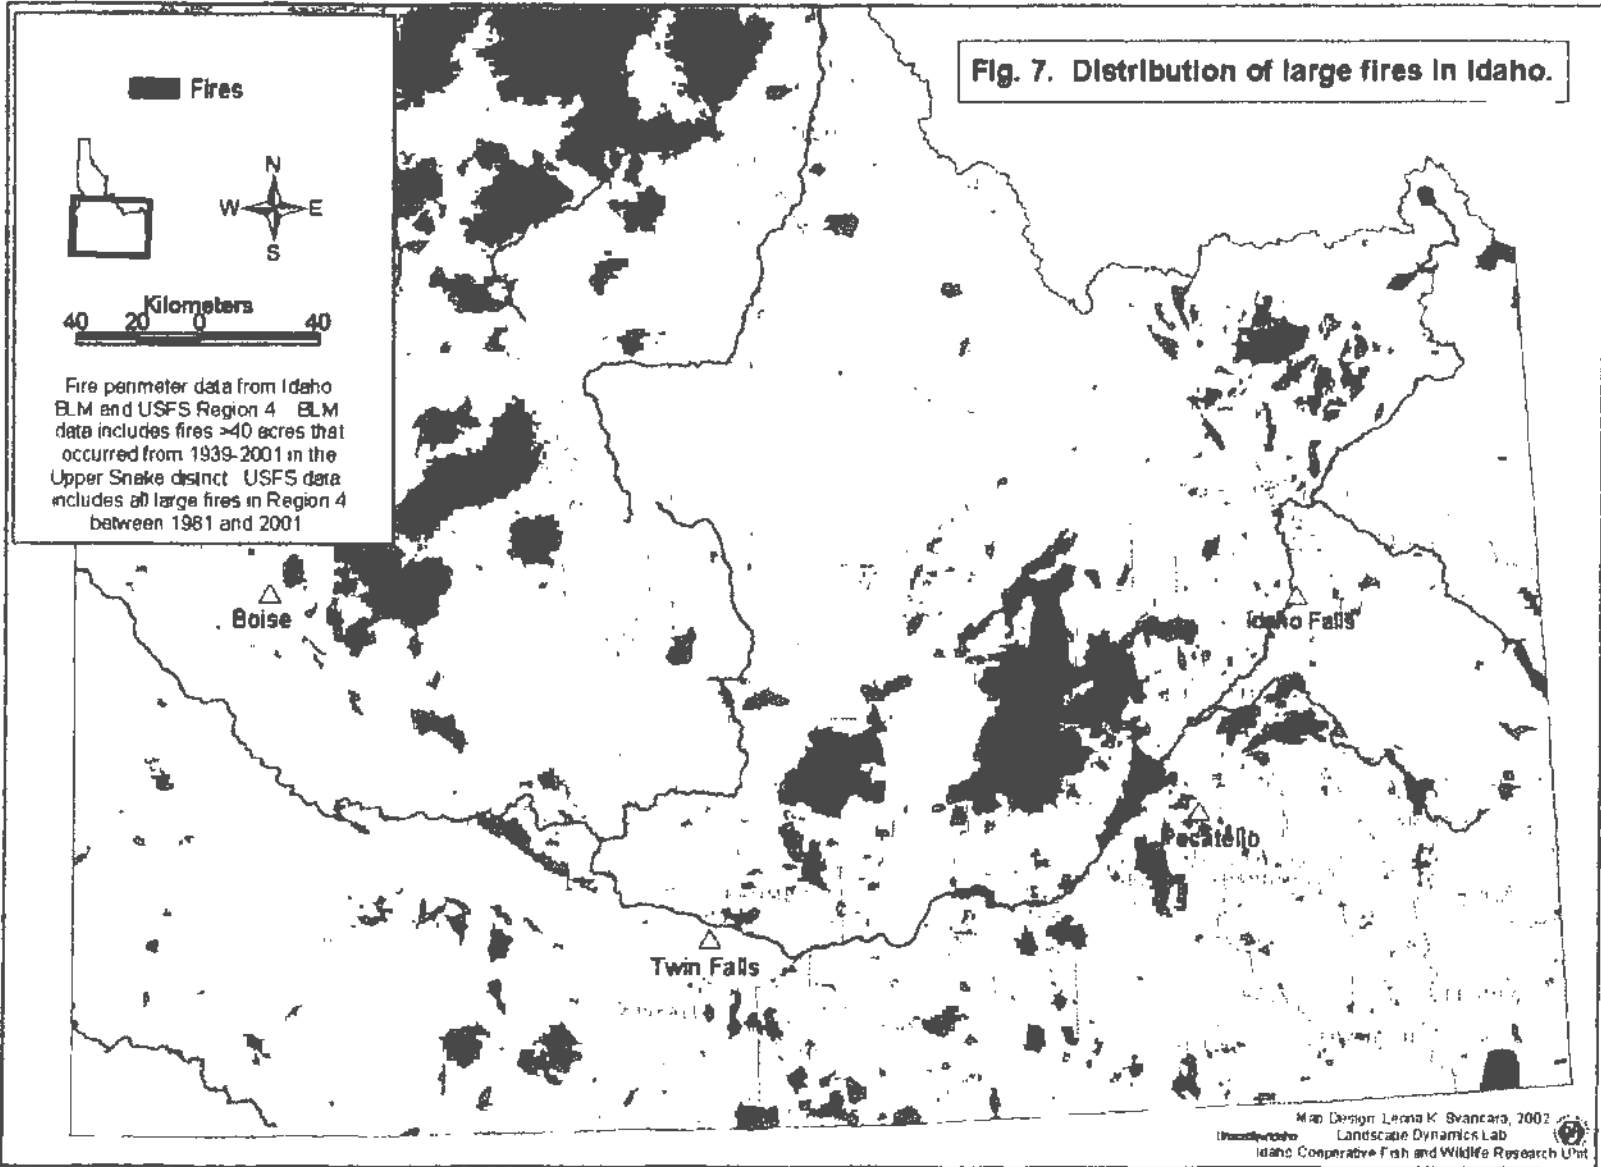 Fig. 7. Distribution of large fires in Idaho.
Fires
N
W E
S
Kilometers
40 20 0 40
Fire perimeter data from Idaho
BLM and USFS Region 4 BLM
data includes fires >40 acres that
occurred from 1939-2001 in the
Upper Snake district USFS data
includes all large fires in Region 4
between 1981 and 2001
Boise
Idaho Falls
Pocatello
Twin Falls
Map Design Leona K. Svancara, 2002
Landscape Dynamics Lab
Idaho Cooperative Fish and Wildlife Research Unit